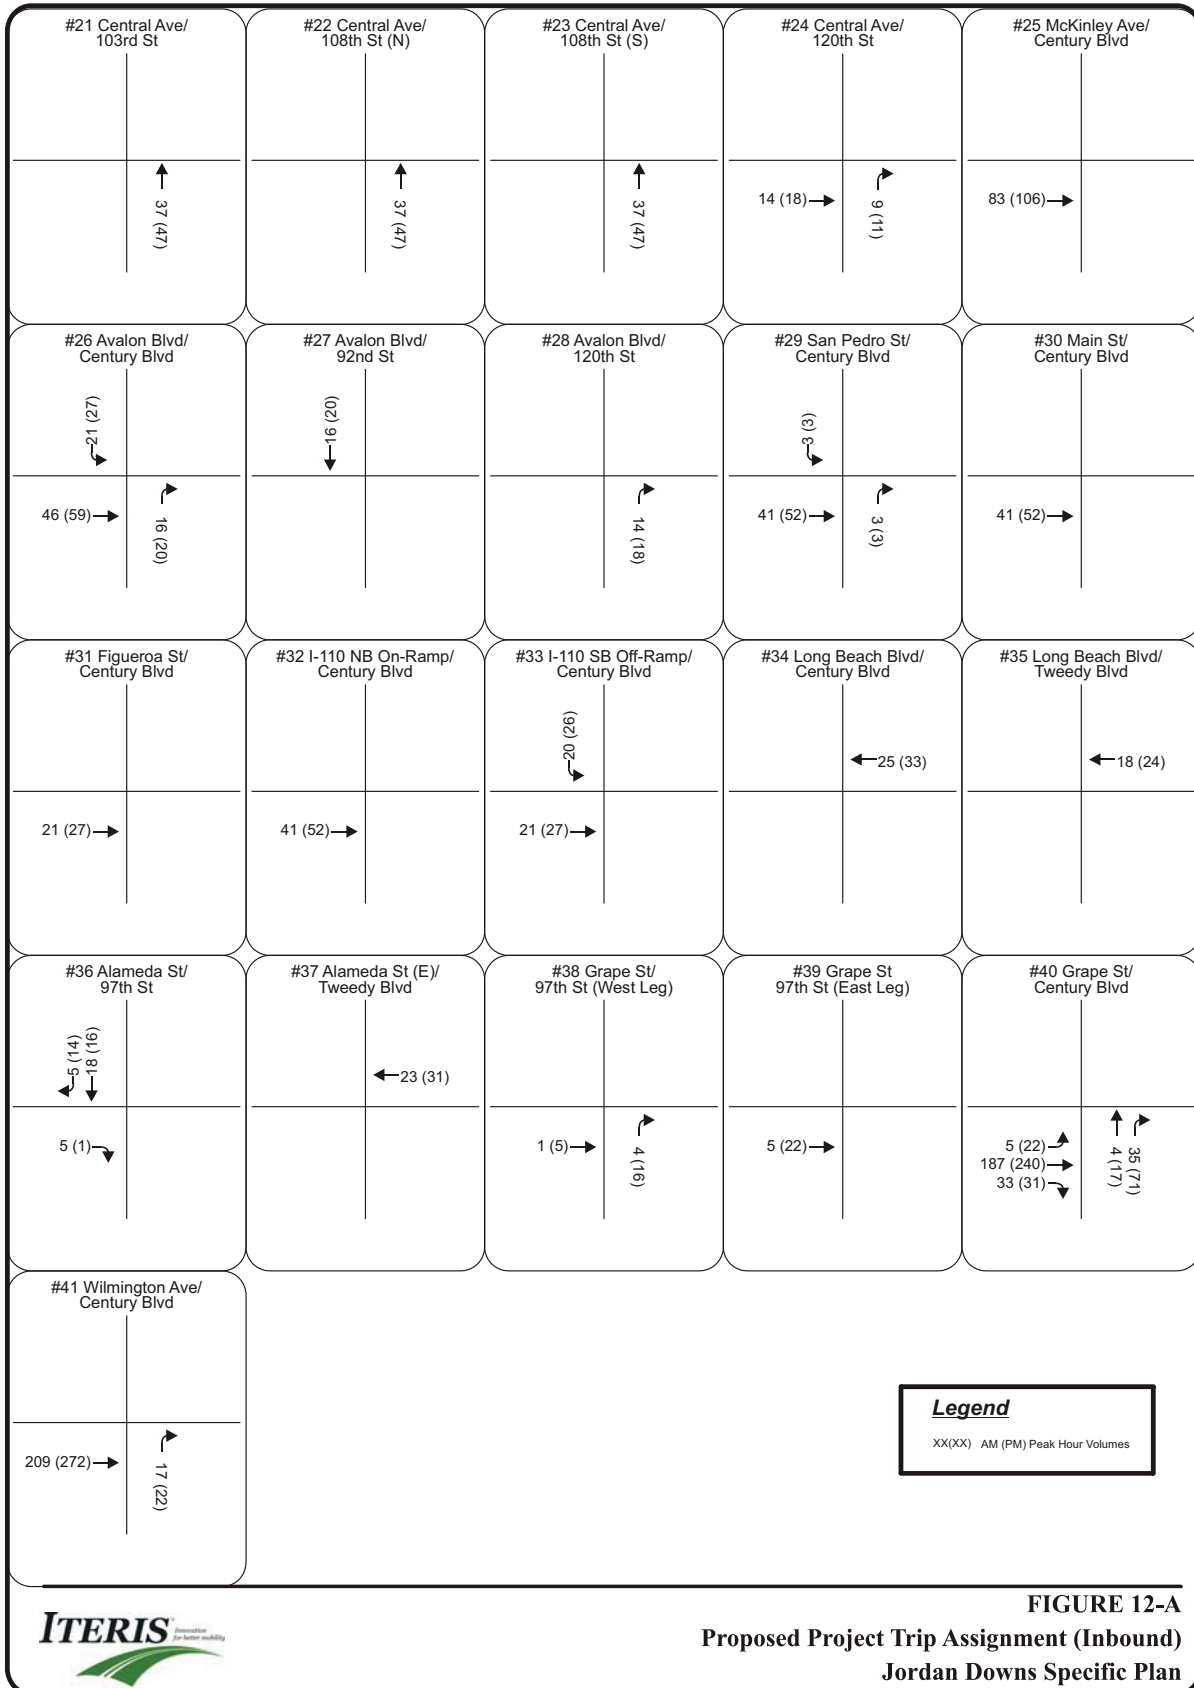 #21 Central Ave/
103rd St
37 (47)
#22 Central Ave/
108th St (N)
37 (47)
#23 Central Ave/
108th St (S)
37 (47)
#24 Central Ave/
120th St
14 (18)
9 (11)
#25 McKinley Ave/
Century Blvd
83 (106)
#26 Avalon Blvd/
Century Blvd
21 (27)
46 (59)
16 (20)
#27 Avalon Blvd/
92nd St
16 (20)
#28 Avalon Blvd/
120th St
14 (18)
#29 San Pedro St/
Century Blvd
3 (3)
41 (52)
3 (3)
#30 Main St/
Century Blvd
41 (52)
#31 Figueroa St/
Century Blvd
21 (27)
#32 I-110 NB On-Ramp/
Century Blvd
41 (52)
#33 I-110 SB Off-Ramp/
Century Blvd
20 (26)
21 (27)
#34 Long Beach Blvd/
Century Blvd
25 (33)
#35 Long Beach Blvd/
Tweedy Blvd
18 (24)
#36 Alameda St/
97th St
5 (14)
18 (16)
5 (1)
#37 Alameda St (E)/
Tweedy Blvd
23 (31)
#38 Grape St/
97th St (West Leg)
1 (5)
4 (16)
#39 Grape St
97th St (East Leg)
5 (22)
#40 Grape St/
Century Blvd
5 (22)
187 (240)
33 (31)
4 (17)
35 (71)
#41 Wilmington Ave/
Century Blvd
209 (272)
17 (22)
Legend
XX(XX) AM (PM) Peak Hour Volumes
ITERIS
Innovation
for better mobility
FIGURE 12-A
Proposed Project Trip Assignment (Inbound)
Jordan Downs Specific Plan